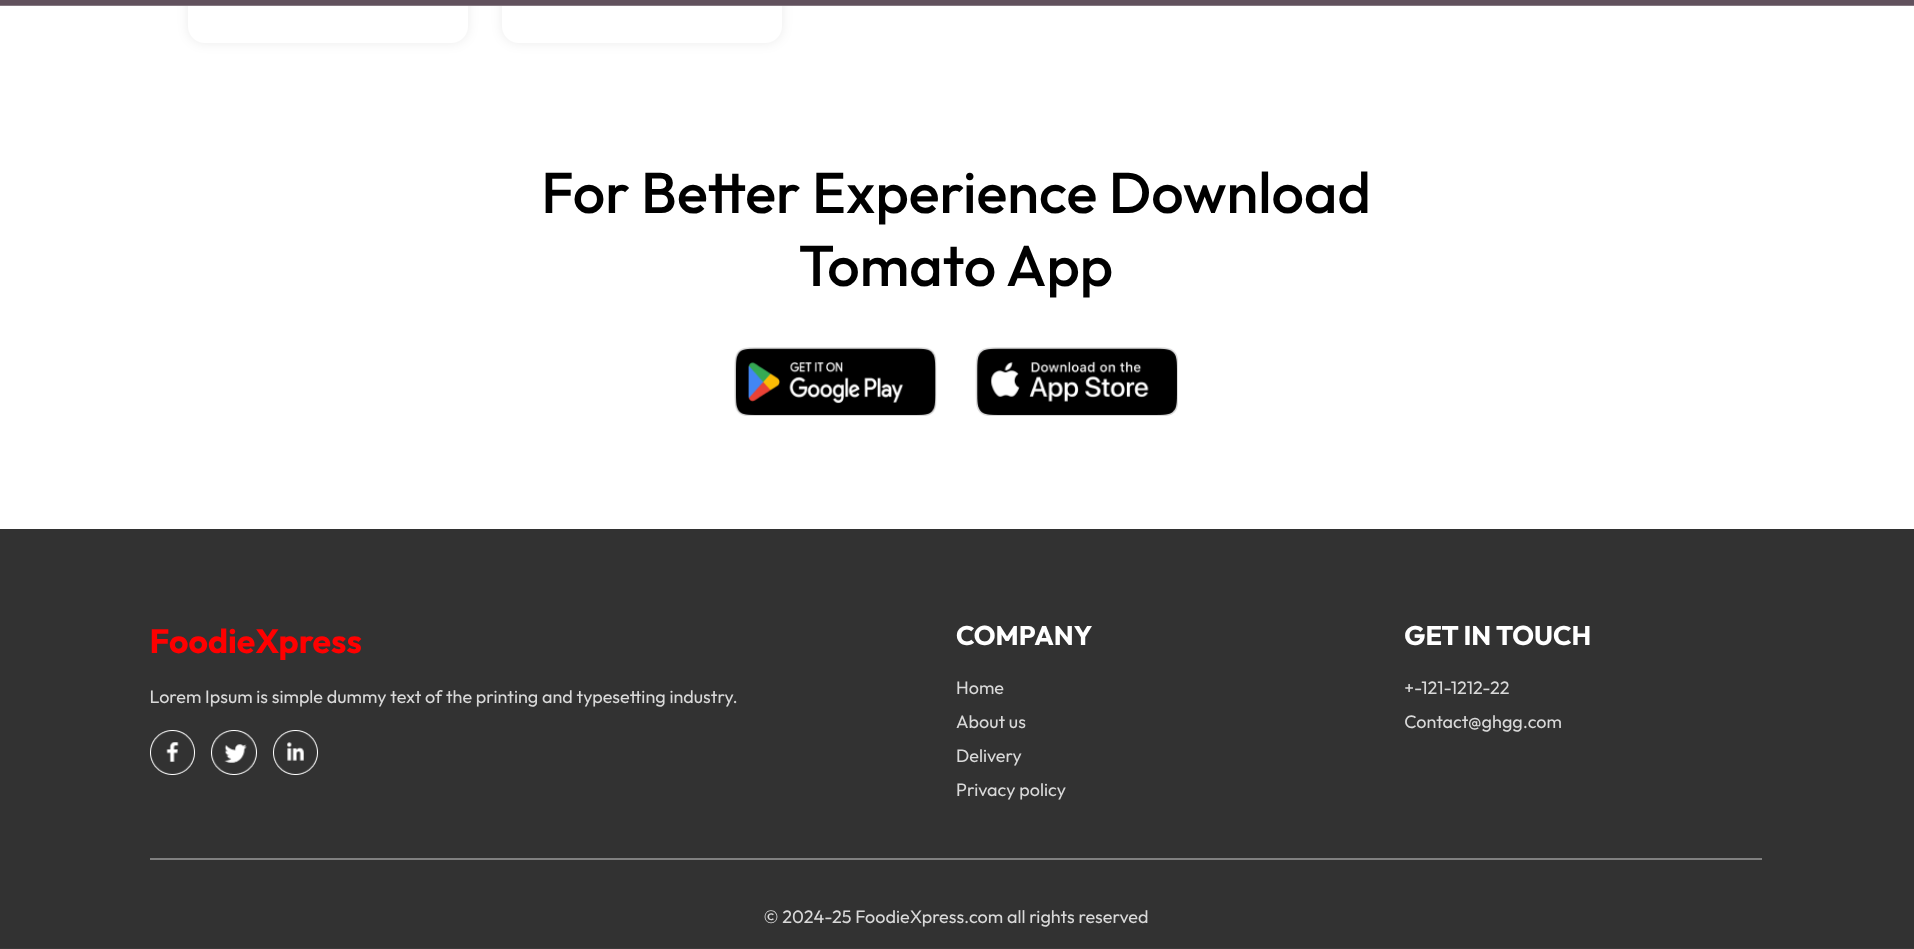 For Better Experience Download
Tomato App
GET IT ON
Google Play
Download on the
App Store
FoodieXpress
Lorem Ipsum is simple dummy text of the printing and typesetting industry.
f
in
COMPANY
Home
About us
Delivery
Privacy policy
GET IN TOUCH
+-121-1212-22
Contact@ghgg.com
© 2024-25 FoodieXpress.com all rights reserved